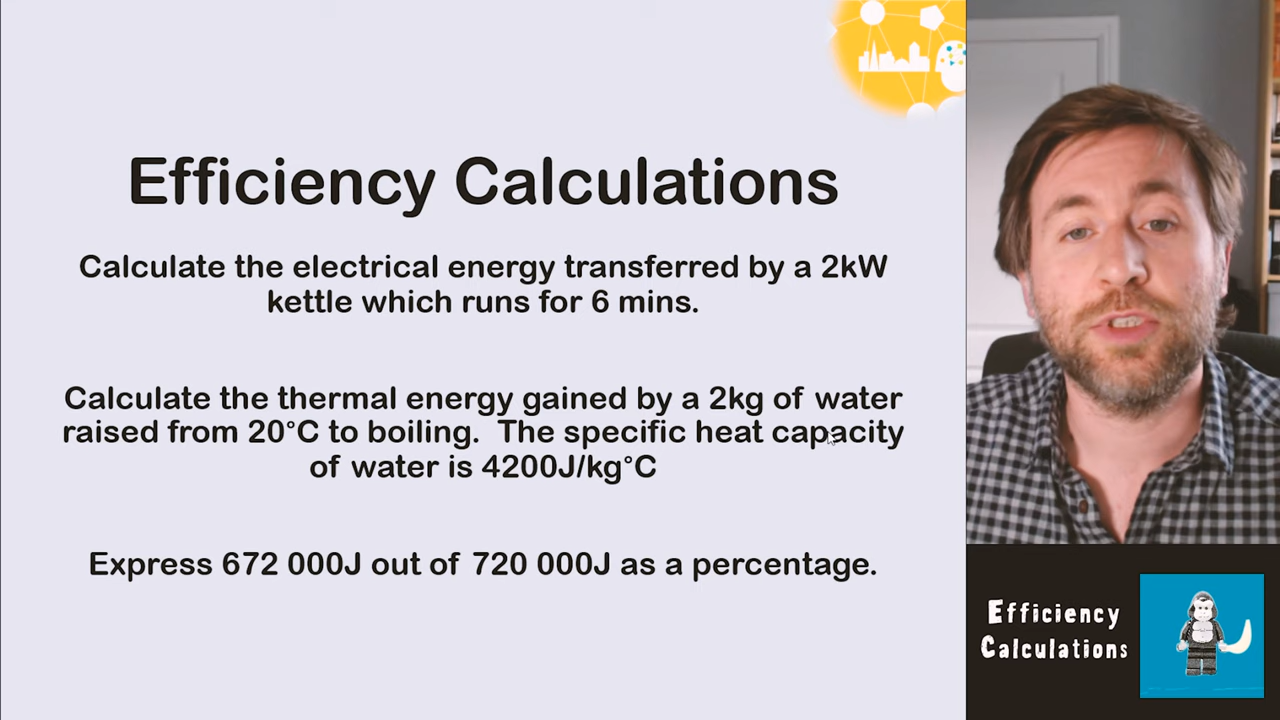 Efficiency Calculations
Calculate the electrical energy transferred by a 2kW
kettle which runs for 6 mins.
Calculate the thermal energy gained by a 2kg of water
raised from 20°C to boiling. The specific heat capacity
of water is 4200J/kg°C
Express 672 000J out of 720 000J as a percentage.
Efficiency
Calculations